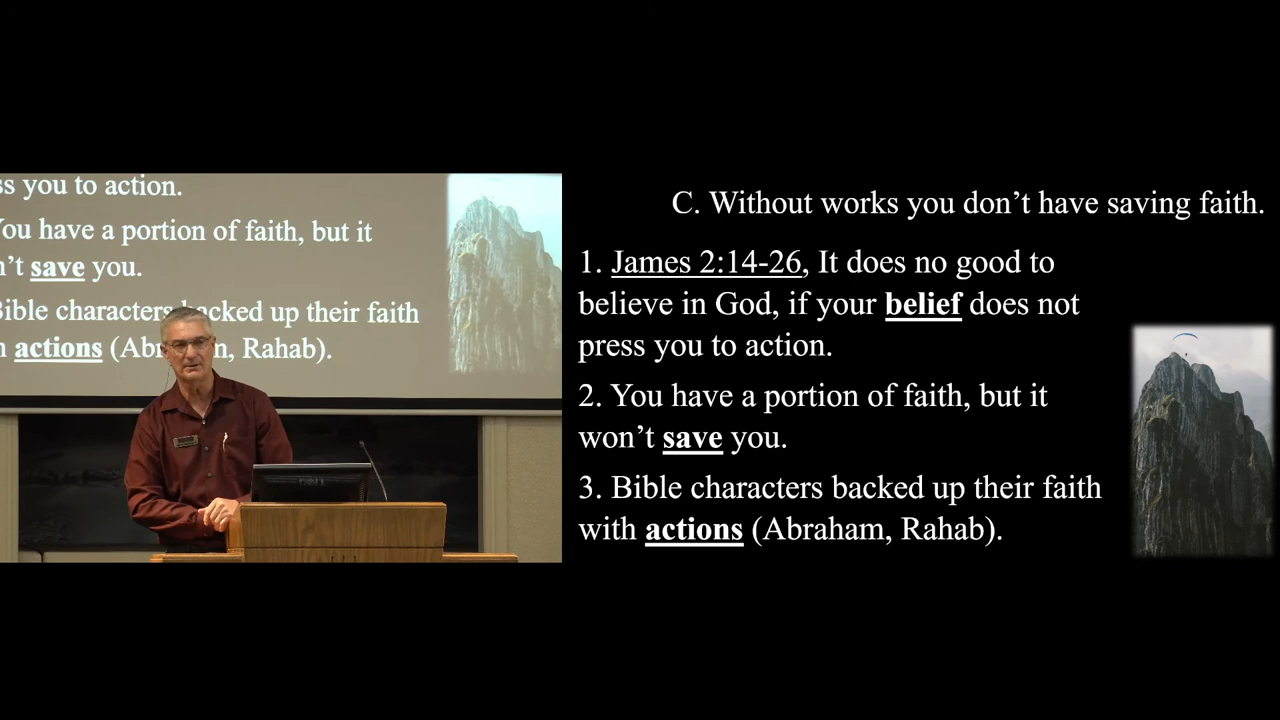 ss you to action.
You have a portion of faith, but it
n’t save you.
Bible characters backed up their faith
actions (Abr m, Rahab).
DELL
C. Without works you don’t have saving faith.
1. James 2:14-26, It does no good to
believe in God, if your belief does not
press you to action.
2. You have a portion of faith, but it
won’t save you.
3. Bible characters backed up their faith
with actions (Abraham, Rahab).